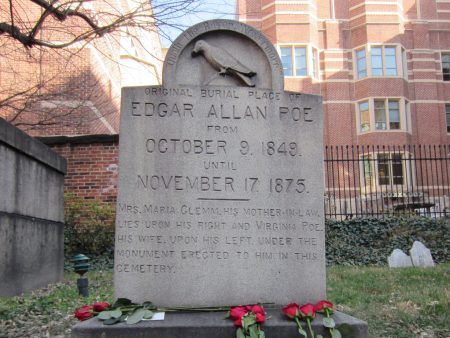 ORIGINAL BURIAL PLACE OF
EDGAR ALLAN POE
FROM
OCTOBER 9. 1849.
UNTIL
NOVEMBER 17. 1875.
MRS. MARIA CLEMM, HIS MOTHER-IN-LAW,
LIES UPON HIS RIGHT AND VIRGINIA POE,
HIS WIFE, UPON HIS LEFT, UNDER THE
MONUMENT ERECTED TO HIM IN THIS
CEMETERY.